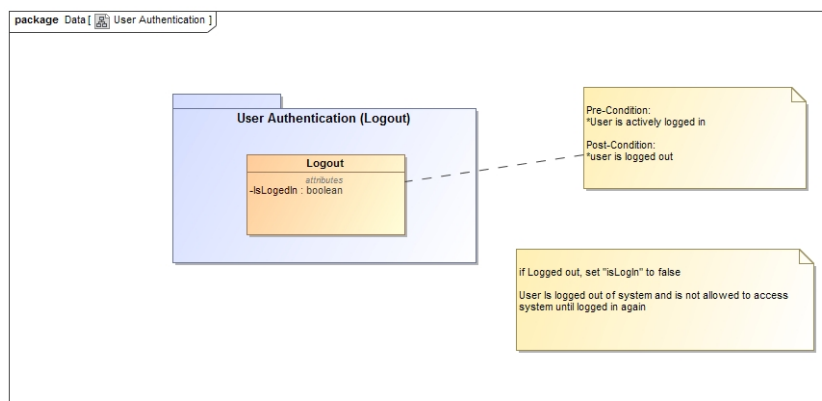 package Data [ User Authentication ]
User Authentication (Logout)
Logout
attributes
-IsLogedIn : boolean
Pre-Condition:
*User is actively logged in
Post-Condition:
*user is logged out
if Logged out, set "isLogIn" to false
User Is logged out of system and is not allowed to access
system until logged in again